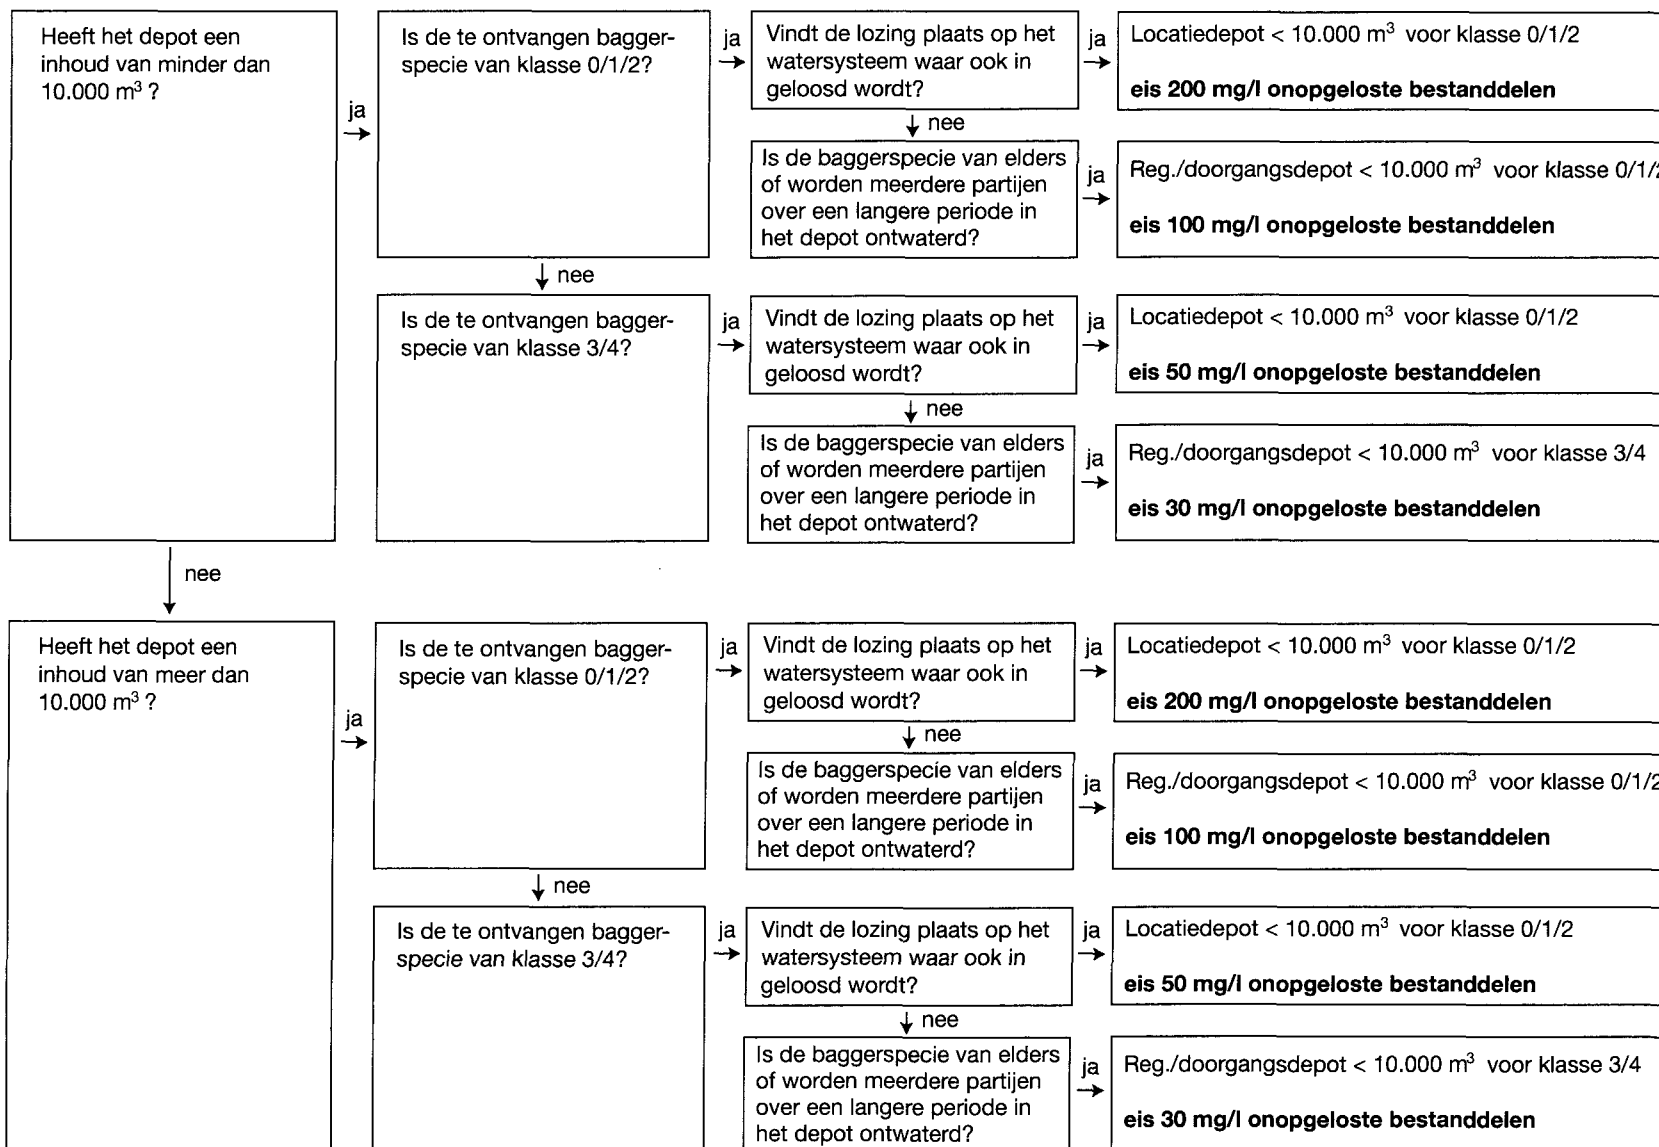 Heeft het depot een
inhoud van minder dan
10.000 m³ ?
ja
Is de te ontvangen bagger-
specie van klasse 0/1/2?
ja
Vindt de lozing plaats op het
watersysteem waar ook in
geloosd wordt?
ja
Locatiedepot < 10.000 m³ voor klasse 0/1/2
eis 200 mg/l onopgeloste bestanddelen
nee
Is de baggerspecie van elders
of worden meerdere partijen
over een langere periode in
het depot ontwaterd?
ja
Reg./doorgangsdepot < 10.000 m³ voor klasse 0/1/2
eis 100 mg/l onopgeloste bestanddelen
nee
Is de te ontvangen bagger-
specie van klasse 3/4?
ja
Vindt de lozing plaats op het
watersysteem waar ook in
geloosd wordt?
ja
Locatiedepot < 10.000 m³ voor klasse 0/1/2
eis 50 mg/l onopgeloste bestanddelen
nee
Is de baggerspecie van elders
of worden meerdere partijen
over een langere periode in
het depot ontwaterd?
ja
Reg./doorgangsdepot < 10.000 m³ voor klasse 3/4
eis 30 mg/l onopgeloste bestanddelen
nee
Heeft het depot een
inhoud van meer dan
10.000 m³ ?
ja
Is de te ontvangen bagger-
specie van klasse 0/1/2?
ja
Vindt de lozing plaats op het
watersysteem waar ook in
geloosd wordt?
ja
Locatiedepot < 10.000 m³ voor klasse 0/1/2
eis 200 mg/l onopgeloste bestanddelen
nee
Is de baggerspecie van elders
of worden meerdere partijen
over een langere periode in
het depot ontwaterd?
ja
Reg./doorgangsdepot < 10.000 m³ voor klasse 0/1/2
eis 100 mg/l onopgeloste bestanddelen
nee
Is de te ontvangen bagger-
specie van klasse 3/4?
ja
Vindt de lozing plaats op het
watersysteem waar ook in
geloosd wordt?
ja
Locatiedepot < 10.000 m³ voor klasse 0/1/2
eis 50 mg/l onopgeloste bestanddelen
nee
Is de baggerspecie van elders
of worden meerdere partijen
over een langere periode in
het depot ontwaterd?
ja
Reg./doorgangsdepot < 10.000 m³ voor klasse 3/4
eis 30 mg/l onopgeloste bestanddelen